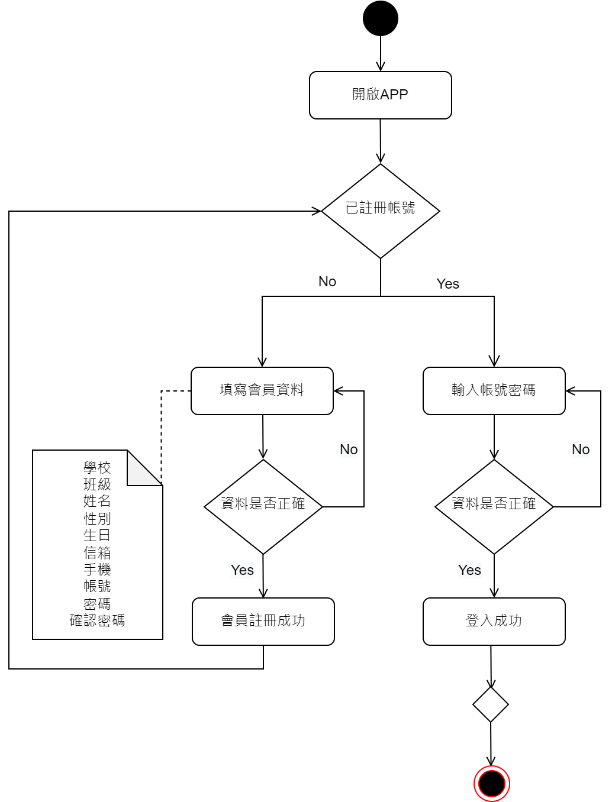 開啟APP
已註冊帳號
No
Yes
填寫會員資料
輸入帳號密碼
No
No
學校
班級
姓名
性別
生日
信箱
手機
帳號
密碼
確認密碼
資料是否正確
資料是否正確
Yes
Yes
會員註冊成功
登入成功